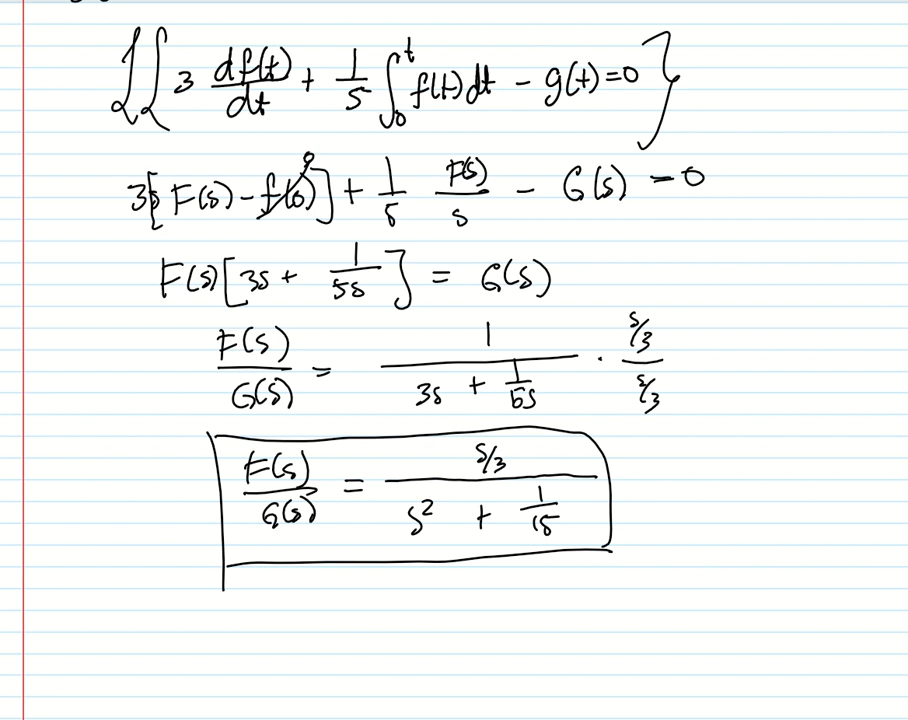 ℒ{ 3 df(t)/dt + 1/5 ∫₀ᵗ f(t)dt - g(t)=0 }
3[s F(s) - f(0)⁰] + 1/5 F(s)/s - G(s) = 0
F(s)[3s + 1/5s] = G(s)
F(s)/G(s) = 1/(3s + 1/5s) · (s/3)/(s/3)
F(s)/G(s) = (s/3)/(s² + 1/15)